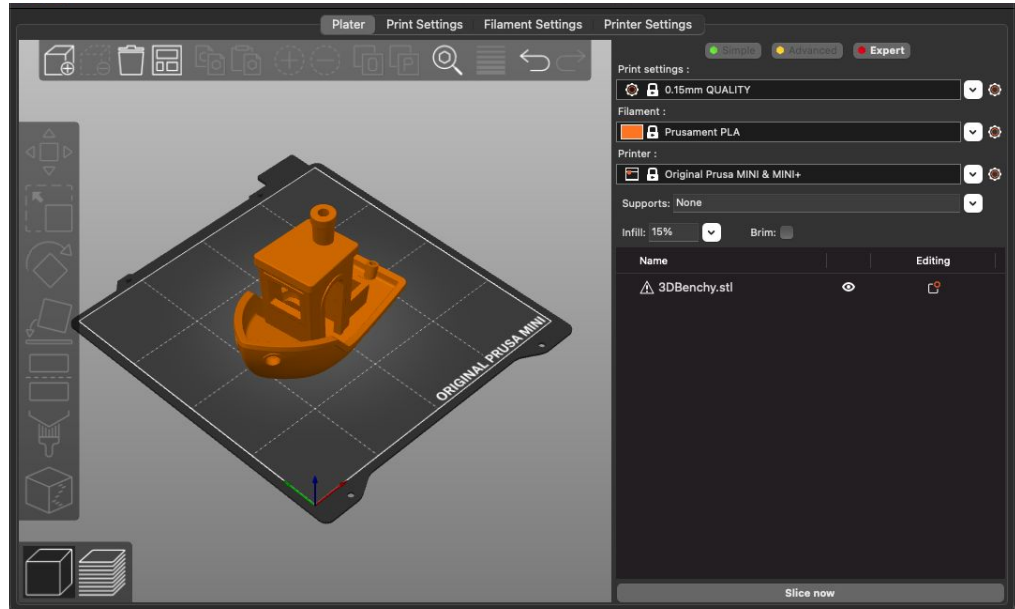 Plater Print Settings Filament Settings Printer Settings
Simple Advanced Expert
Print settings :
0.15mm QUALITY
Filament :
Prusament PLA
Printer :
Original Prusa MINI & MINI+
Supports: None
Infill: 15% Brim:
Name Editing
3DBenchy.stl
ORIGINAL PRUSA MINI
Slice now